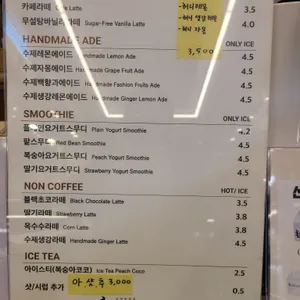 카페라떼 Cafe Latte 3.5
무설탕바닐라라떼 Sugar-Free Vanilla Latte 4.0
3,500
HANDMADE ADE ONLY ICE
수제레몬에이드 Handmade Lemon Ade 4.5
수제자몽에이드 Handmade Grape Fruit Ade 4.5
수제백향과에이드 Handmade Fashion Fruits Ade 4.5
수제생강에이드 Handmade Ginger Lemon Ade 4.5
SMOOTHIE ONLY ICE
플레인요거트스무디 Plain Yogurt Smoothie 4.2
팥스무디 Red Bean Smoothie 4.5
복숭아요거트스무디 Peach Yogurt Smoothie 4.5
딸기요거트스무디 Strawberry Yogurt Smoothie 4.5
NON COFFEE HOT/ ICE
블랙초코라떼 Black Chocolate Latte 3.5
딸기라떼 Strawberry Latte 3.8
옥수수라떼 Corn Latte 3.8
수제생강라떼 Handmade Ginger Latte 4.5
ICE TEA
아이스티(복숭아코코) Ice Tea Peach Coco 2.5
샷/시럽 추가 0.5
아.샷.추 3,000